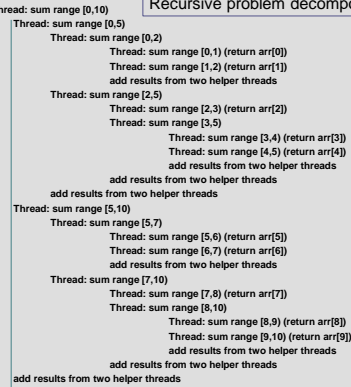 Recursive problem decompo
hread: sum range [0,10)
Thread: sum range [0,5)
Thread: sum range [0,2)
Thread: sum range [0,1) (return arr[0])
Thread: sum range [1,2) (return arr[1])
add results from two helper threads
Thread: sum range [2,5)
Thread: sum range [2,3) (return arr[2])
Thread: sum range [3,5)
Thread: sum range [3,4) (return arr[3])
Thread: sum range [4,5) (return arr[4])
add results from two helper threads
add results from two helper threads
add results from two helper threads
Thread: sum range [5,10)
Thread: sum range [5,7)
Thread: sum range [5,6) (return arr[5])
Thread: sum range [6,7) (return arr[6])
add results from two helper threads
Thread: sum range [7,10)
Thread: sum range [7,8) (return arr[7])
Thread: sum range [8,10)
Thread: sum range [8,9) (return arr[8])
Thread: sum range [9,10) (return arr[9])
add results from two helper threads
add results from two helper threads
add results from two helper threads